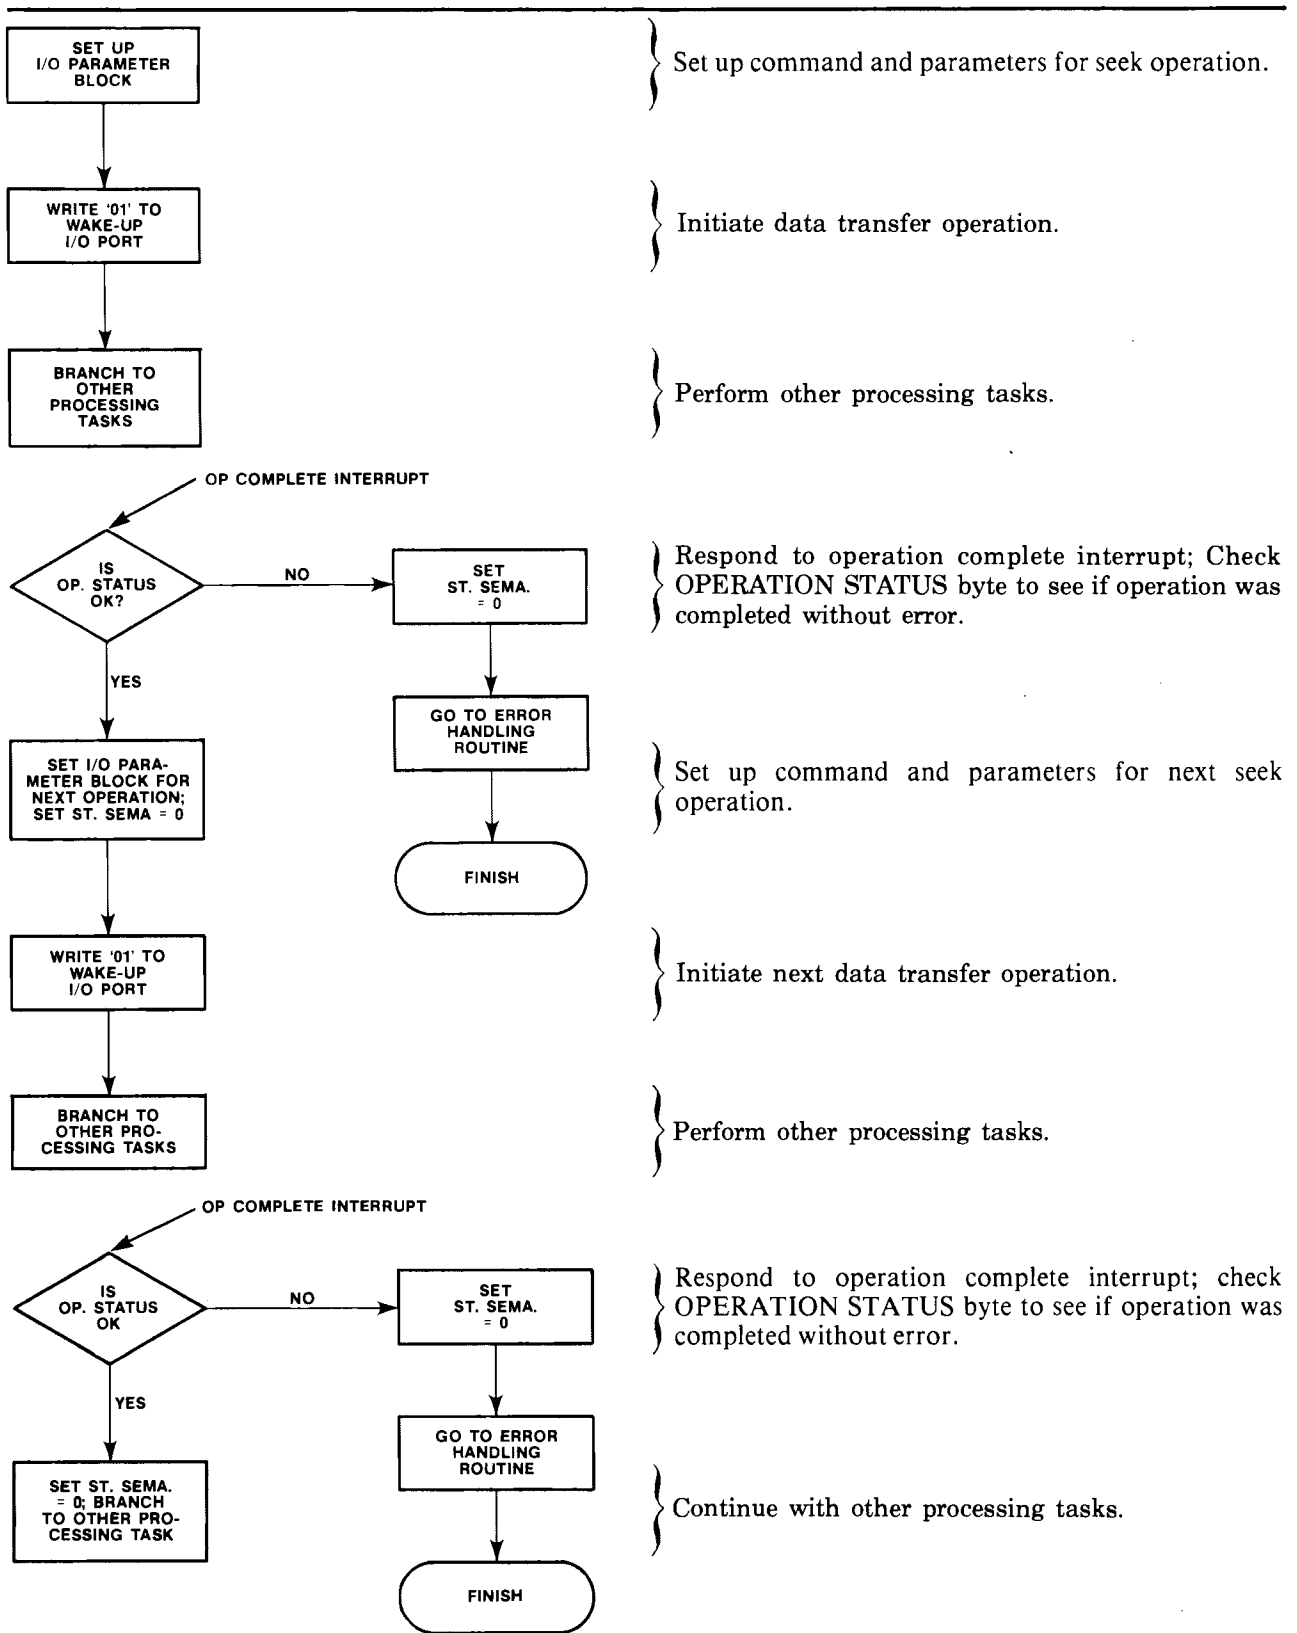 SET UP
I/O PARAMETER
BLOCK
Set up command and parameters for seek operation.
WRITE '01' TO
WAKE-UP
I/O PORT
Initiate data transfer operation.
BRANCH TO
OTHER
PROCESSING
TASKS
Perform other processing tasks.
OP COMPLETE INTERRUPT
IS
OP. STATUS
OK?
NO
YES
SET
ST. SEMA.
= 0
Respond to operation complete interrupt; Check
OPERATION STATUS byte to see if operation was
completed without error.
GO TO ERROR
HANDLING
ROUTINE
SET I/O PARA-
METER BLOCK FOR
NEXT OPERATION;
SET ST. SEMA = 0
Set up command and parameters for next seek
operation.
FINISH
WRITE '01' TO
WAKE-UP
I/O PORT
Initiate next data transfer operation.
BRANCH TO
OTHER PRO-
CESSING TASKS
Perform other processing tasks.
OP COMPLETE INTERRUPT
IS
OP. STATUS
OK
NO
YES
SET
ST. SEMA.
= 0
Respond to operation complete interrupt; check
OPERATION STATUS byte to see if operation was
completed without error.
GO TO ERROR
HANDLING
ROUTINE
SET ST. SEMA.
= 0; BRANCH
TO OTHER PRO-
CESSING TASK
Continue with other processing tasks.
FINISH